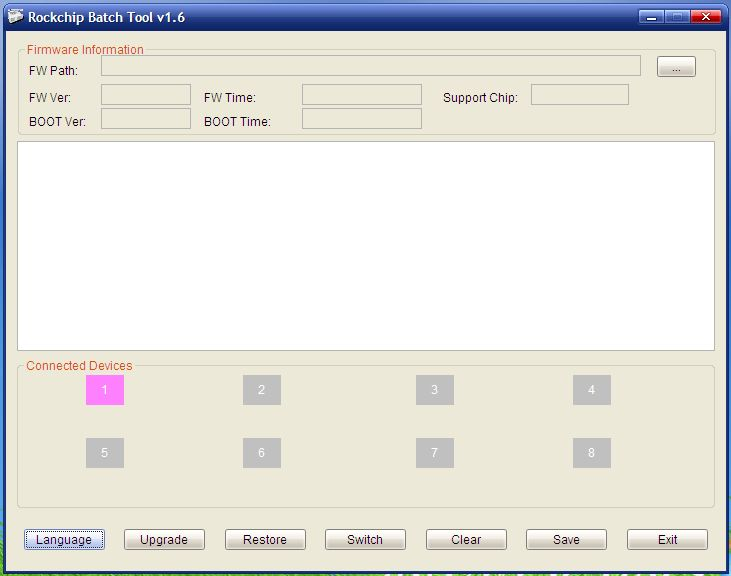 Rockchip Batch Tool v1.6
Firmware Information
FW Path:
...
FW Ver: FW Time: Support Chip:
BOOT Ver: BOOT Time:
Connected Devices
1 2 3 4
5 6 7 8
Language Upgrade Restore Switch Clear Save Exit